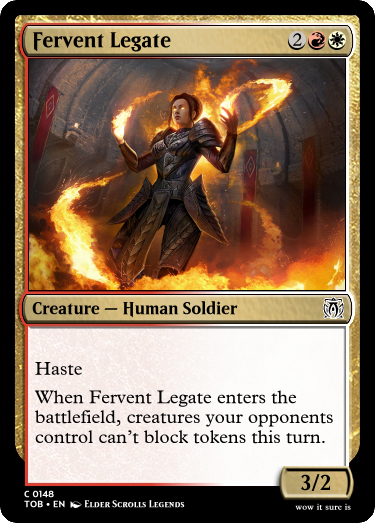 Fervent Legate 2
Creature — Human Soldier
Haste
When Fervent Legate enters the
battlefield, creatures your opponents
control can't block tokens this turn.
3/2
C 0148
TOB • EN Elder Scrolls Legends
wow it sure is